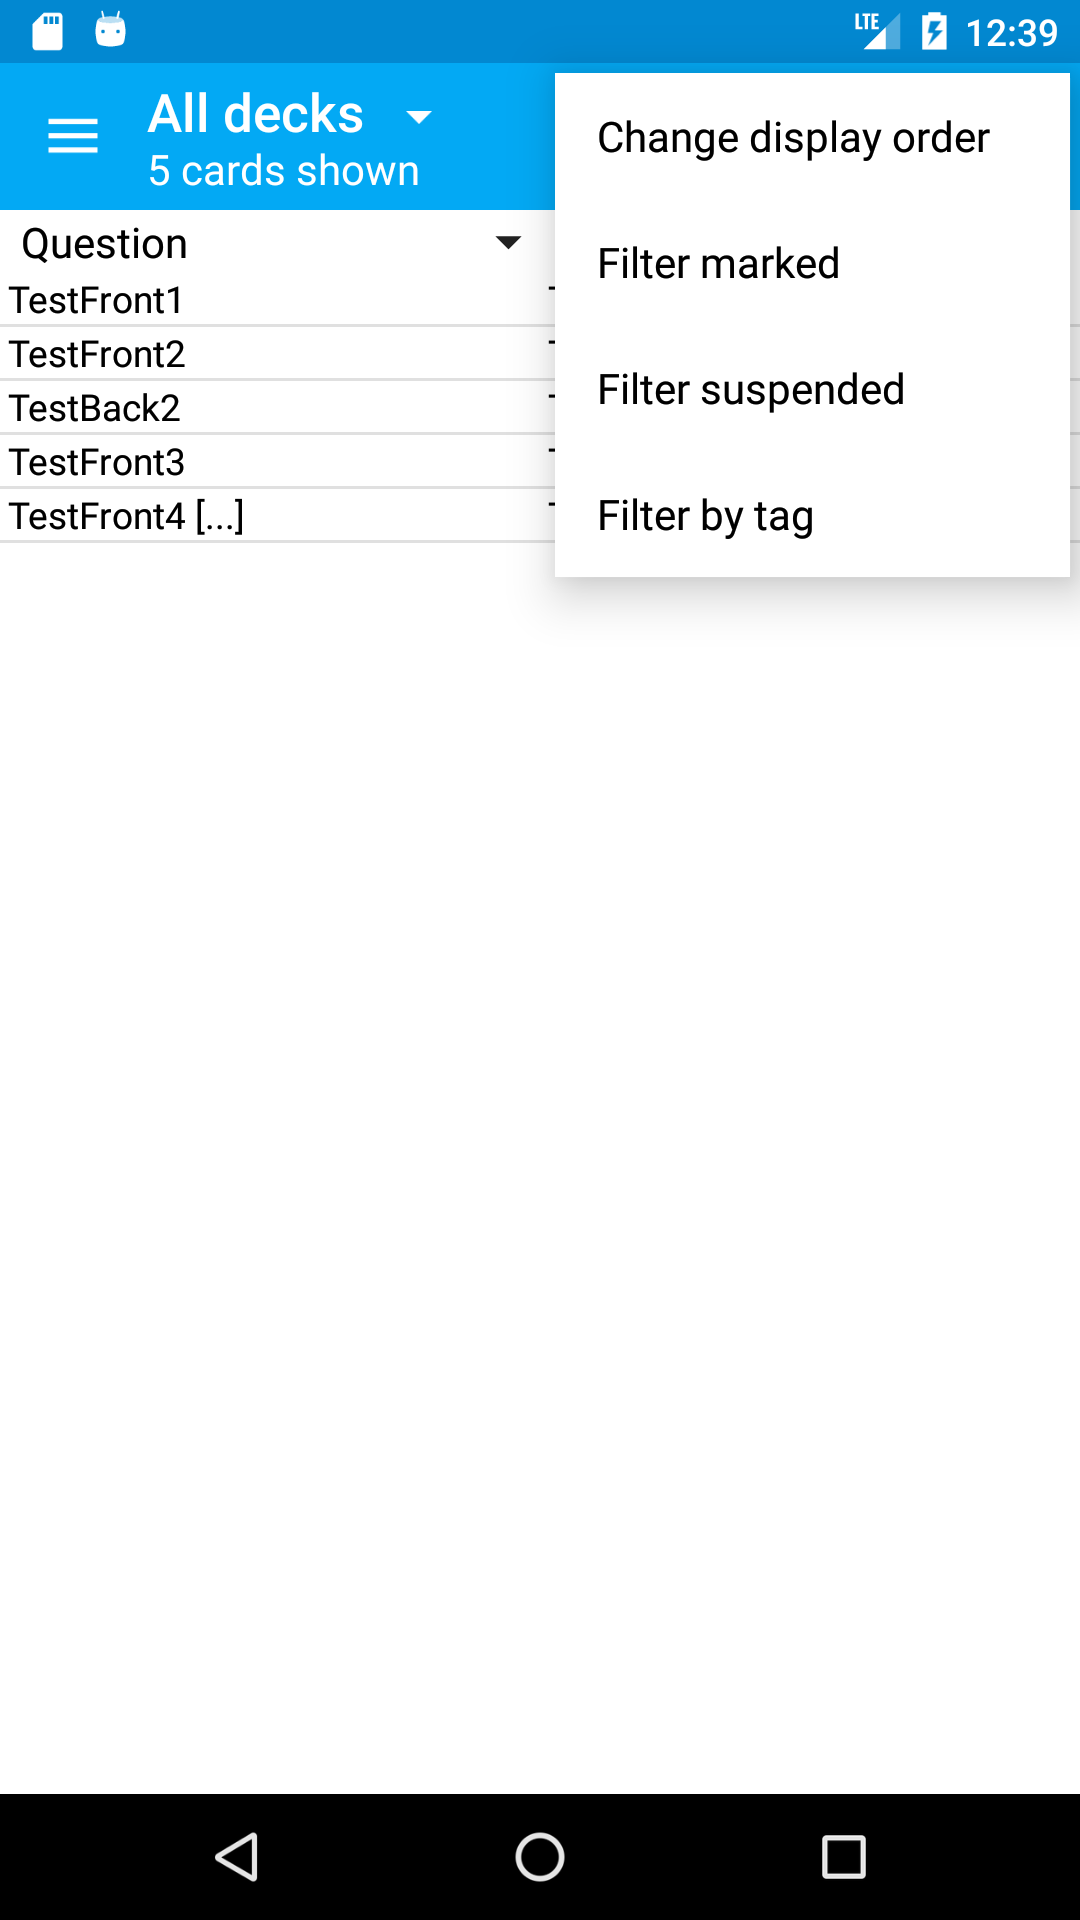 LTE 12:39
All decks
5 cards shown
Change display order
Filter marked
Filter suspended
Filter by tag
Question
TestFront1
TestFront2
TestBack2
TestFront3
TestFront4 [...]